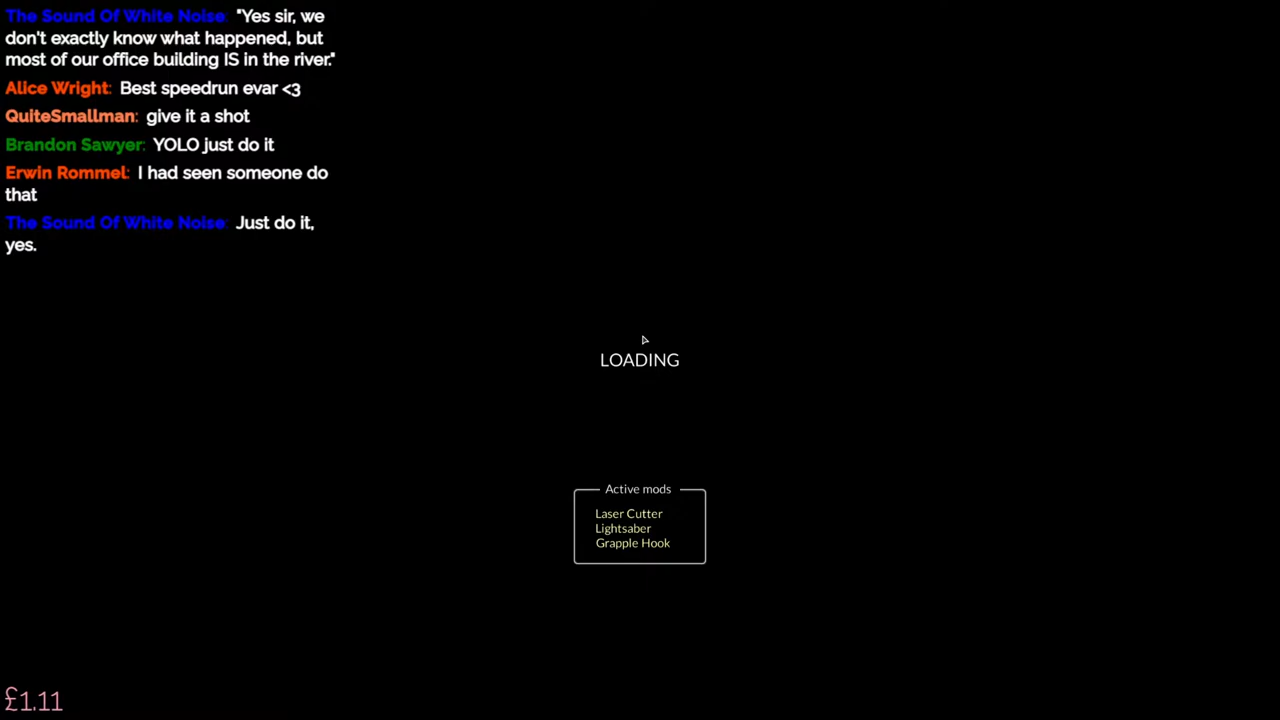 The Sound Of White Noise: "Yes sir, we
don't exactly know what happened, but
most of our office building IS in the river."
Alice Wright: Best speedrun evar <3
QuiteSmallman: give it a shot
Brandon Sawyer: YOLO just do it
Erwin Rommel: I had seen someone do
that
The Sound Of White Noise: Just do it,
yes.
LOADING
Active mods
Laser Cutter
Lightsaber
Grapple Hook
£1.11